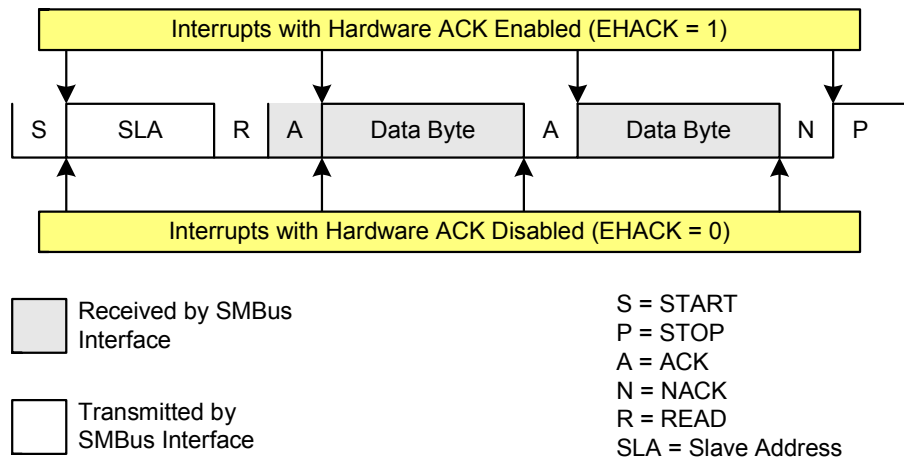 Interrupts with Hardware ACK Enabled (EHACK = 1)
S SLA R A Data Byte A Data Byte N P
Interrupts with Hardware ACK Disabled (EHACK = 0)
Received by SMBus
Interface
Transmitted by
SMBus Interface
S = START
P = STOP
A = ACK
N = NACK
R = READ
SLA = Slave Address